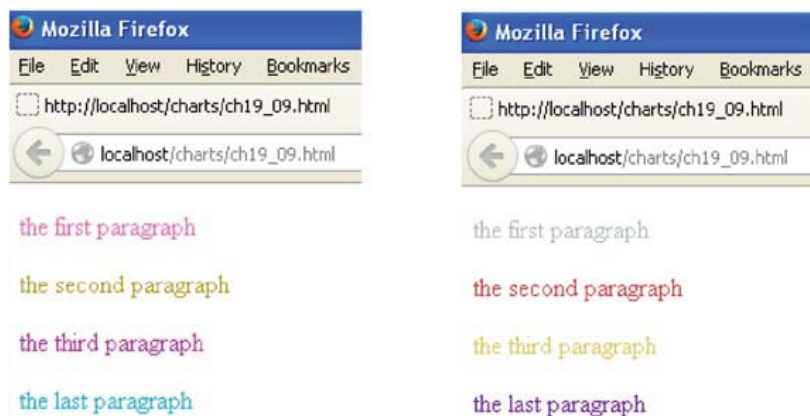 Mozilla Firefox
File Edit View History Bookmarks
http://localhost/charts/ch19_09.html
localhost/charts/ch19_09.html
the first paragraph
the second paragraph
the third paragraph
the last paragraph
Mozilla Firefox
File Edit View History Bookmarks
http://localhost/charts/ch19_09.html
localhost/charts/ch19_09.html
the first paragraph
the second paragraph
the third paragraph
the last paragraph